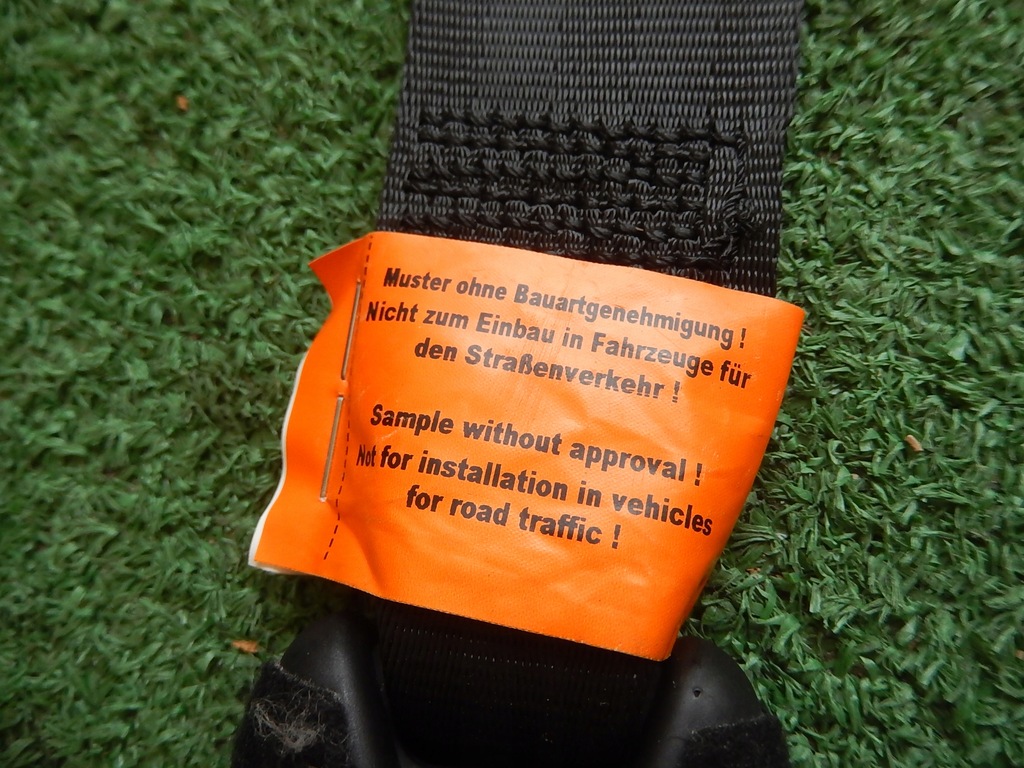 Muster ohne Bauartgenehmigung !
Nicht zum Einbau in Fahrzeuge für
den Straßenverkehr !
Sample without approval !
Not for installation in vehicles
for road traffic !